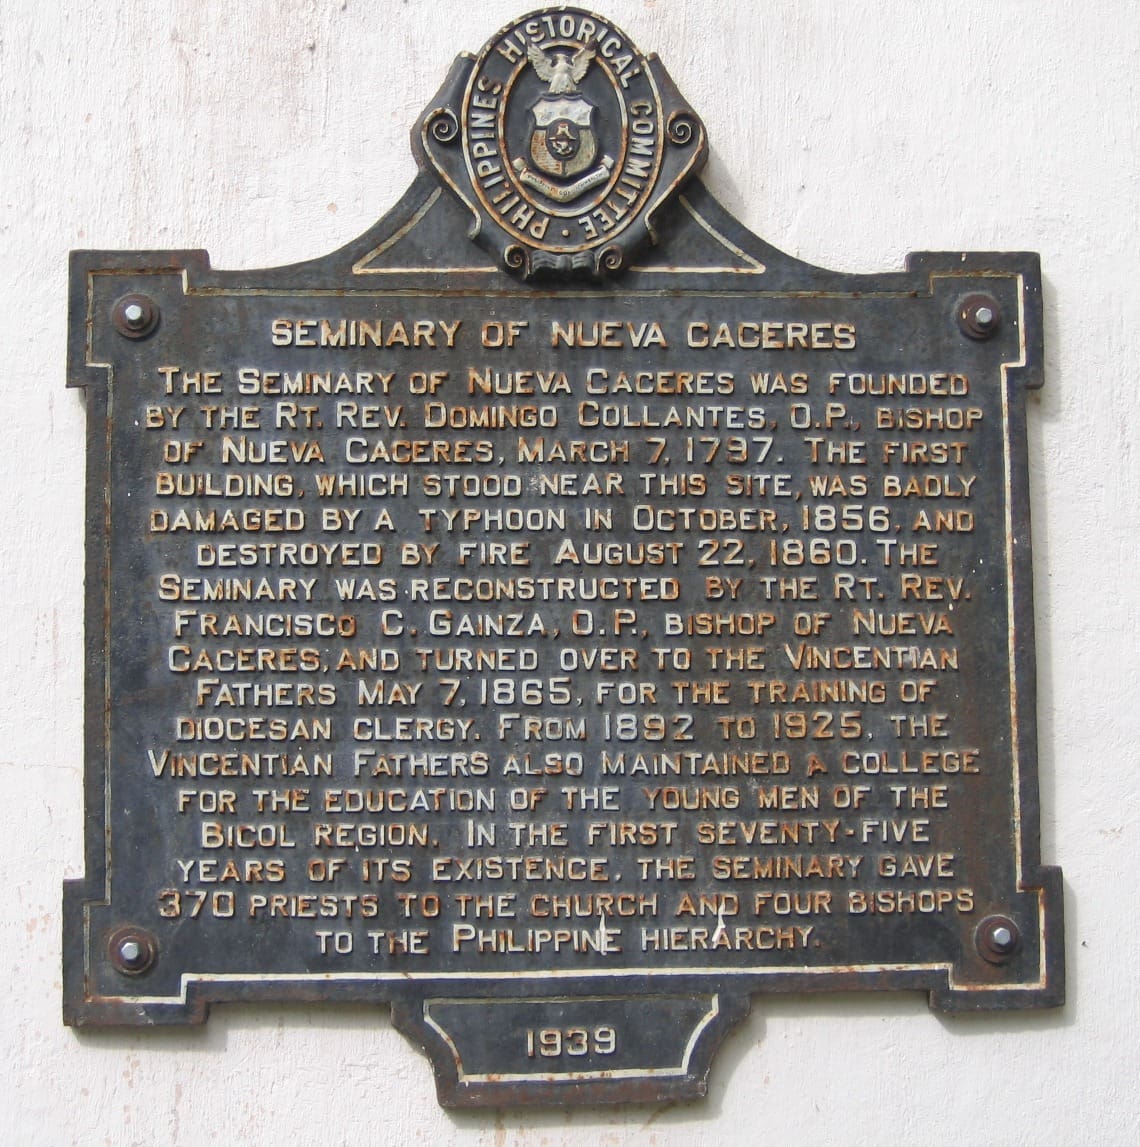 PHILIPPINES HISTORICAL COMMITTEE
SEMINARY OF NUEVA CACERES
THE SEMINARY OF NUEVA CACERES WAS FOUNDED
BY THE RT. REV. DOMINGO COLLANTES, O.P., BISHOP
OF NUEVA CACERES, MARCH 7, 1797. THE FIRST
BUILDING, WHICH STOOD NEAR THIS SITE, WAS BADLY
DAMAGED BY A TYPHOON IN OCTOBER, 1856, AND
DESTROYED BY FIRE AUGUST 22, 1860. THE
SEMINARY WAS RECONSTRUCTED BY THE RT. REV.
FRANCISCO C. GAINZA, O.P., BISHOP OF NUEVA
CACERES, AND TURNED OVER TO THE VINCENTIAN
FATHERS MAY 7, 1865, FOR THE TRAINING OF
DIOCESAN CLERGY. FROM 1892 TO 1925, THE
VINCENTIAN FATHERS ALSO MAINTAINED A COLLEGE
FOR THE EDUCATION OF THE YOUNG MEN OF THE
BICOL REGION. IN THE FIRST SEVENTY-FIVE
YEARS OF ITS EXISTENCE, THE SEMINARY GAVE
370 PRIESTS TO THE CHURCH AND FOUR BISHOPS
TO THE PHILIPPINE HIERARCHY.
1939